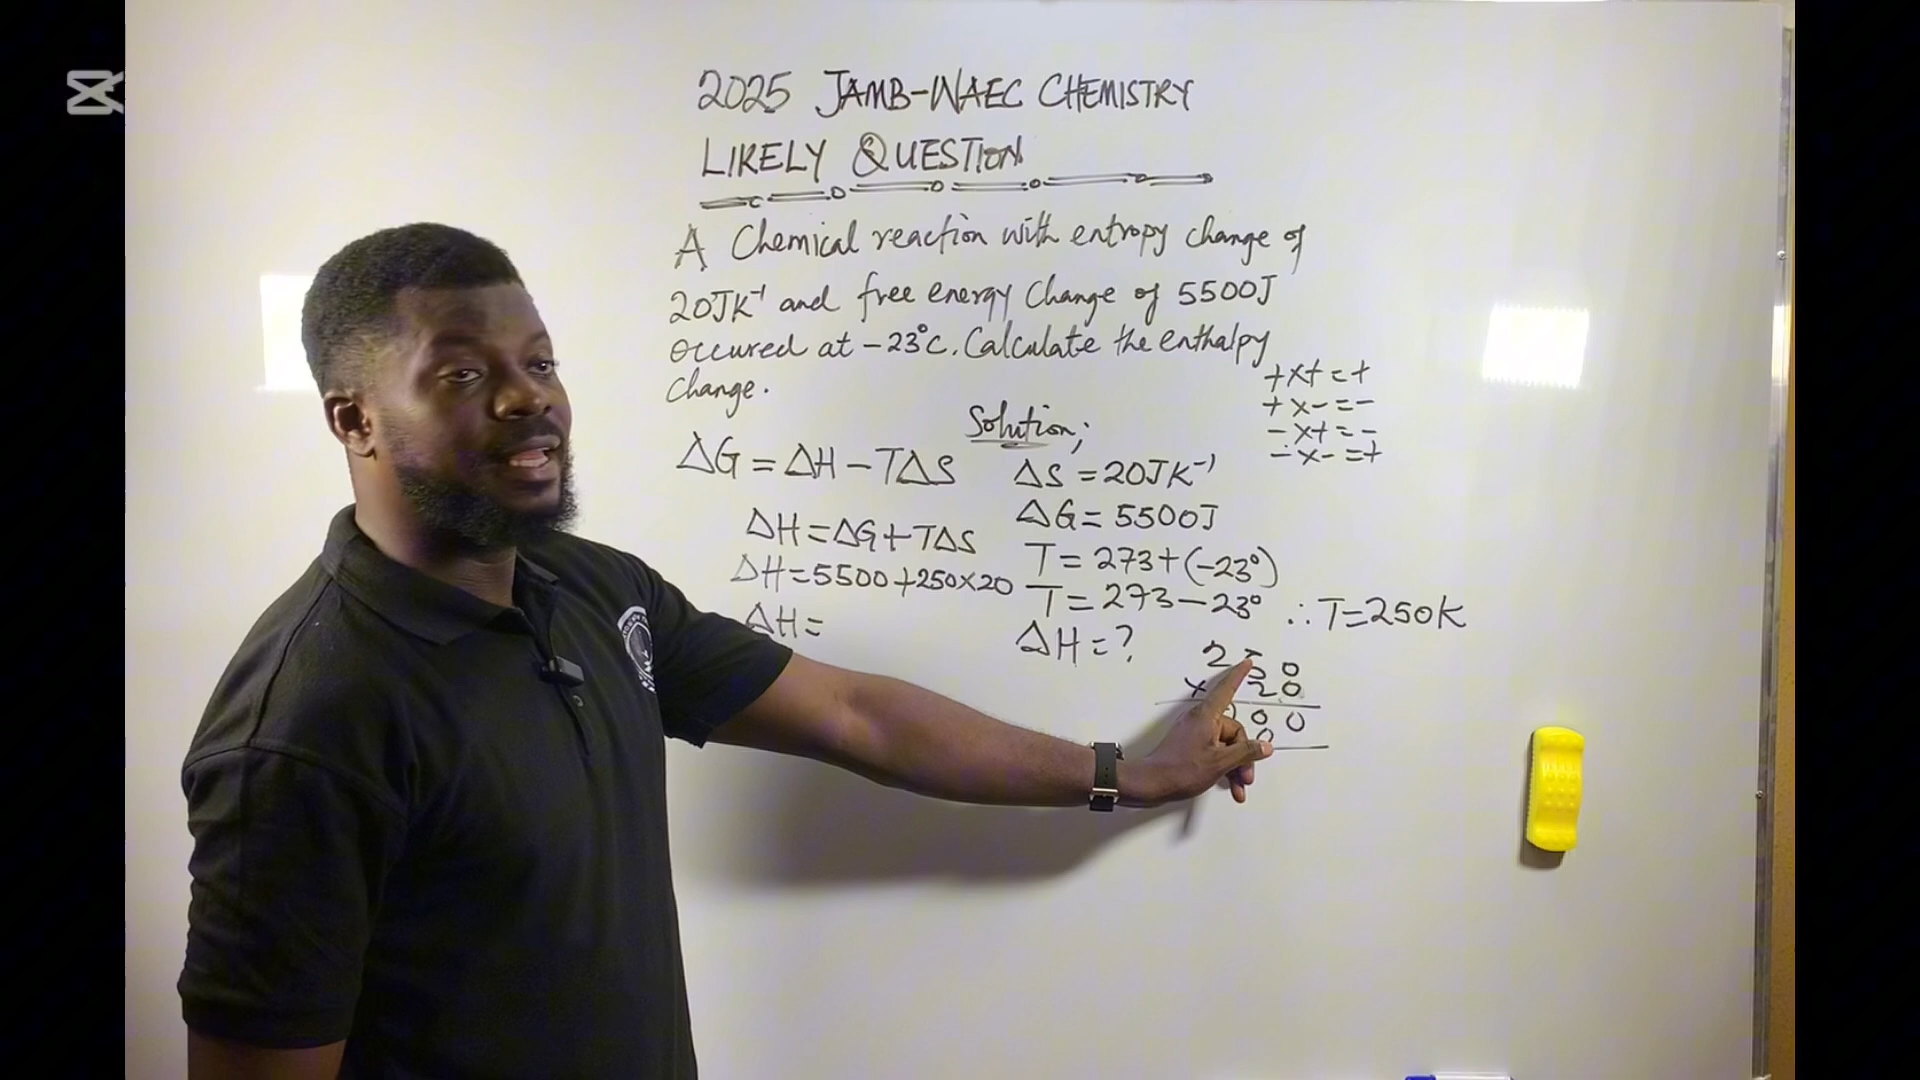 2025 JAMB-WAEC CHEMISTRY
LIKELY QUESTION
A Chemical reaction with entropy change of
20JK⁻¹ and free energy Change of 5500J
Occured at -23°C. Calculate the enthalpy
Change.
+x+=+
+x-=-
-x+=-
-x-=+
Solution;
ΔG=ΔH-TΔS
ΔH=ΔG+TΔS
ΔH=5500+250×20
ΔH=
ΔS=20JK⁻¹
ΔG=5500J
T=273+(-23°)
T=273-23° ∴T=250K
ΔH=?
250
x 20
00
0